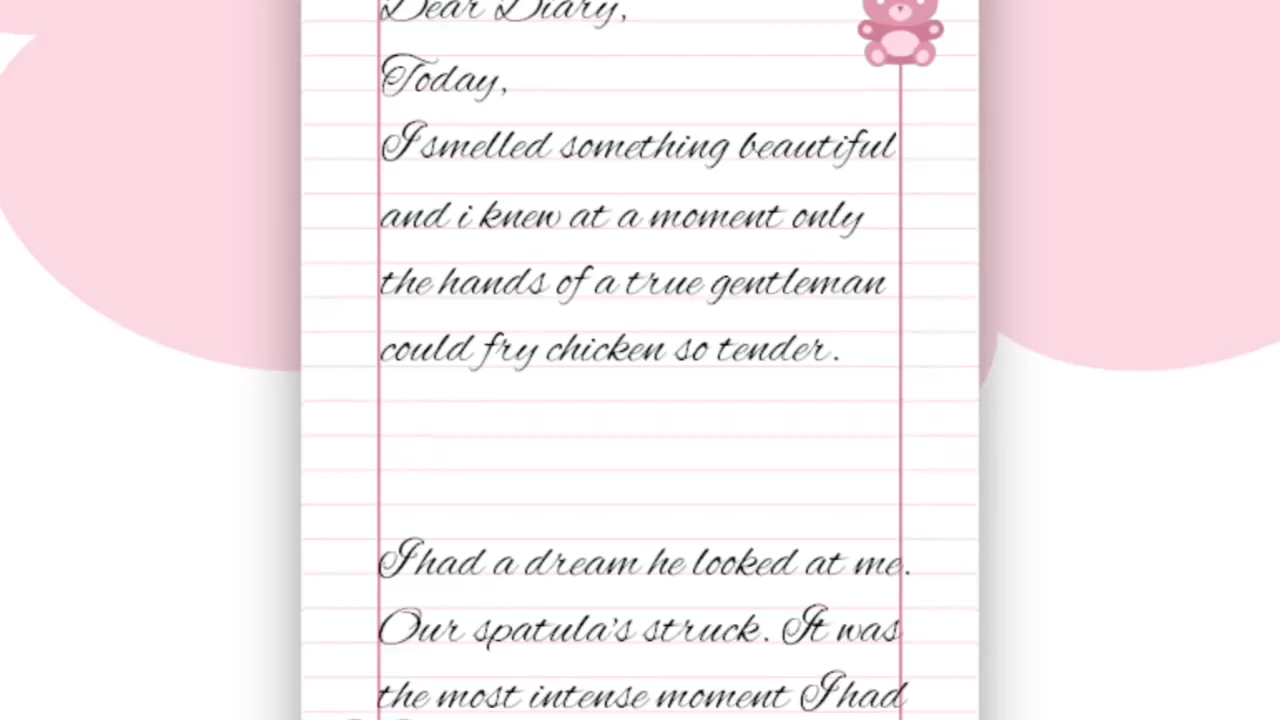 Dear Diary,
Today,
I smelled something beautiful
and i knew at a moment only
the hands of a true gentleman
could fry chicken so tender.
I had a dream he looked at me.
Our spatula's struck. It was
the most intense moment I had